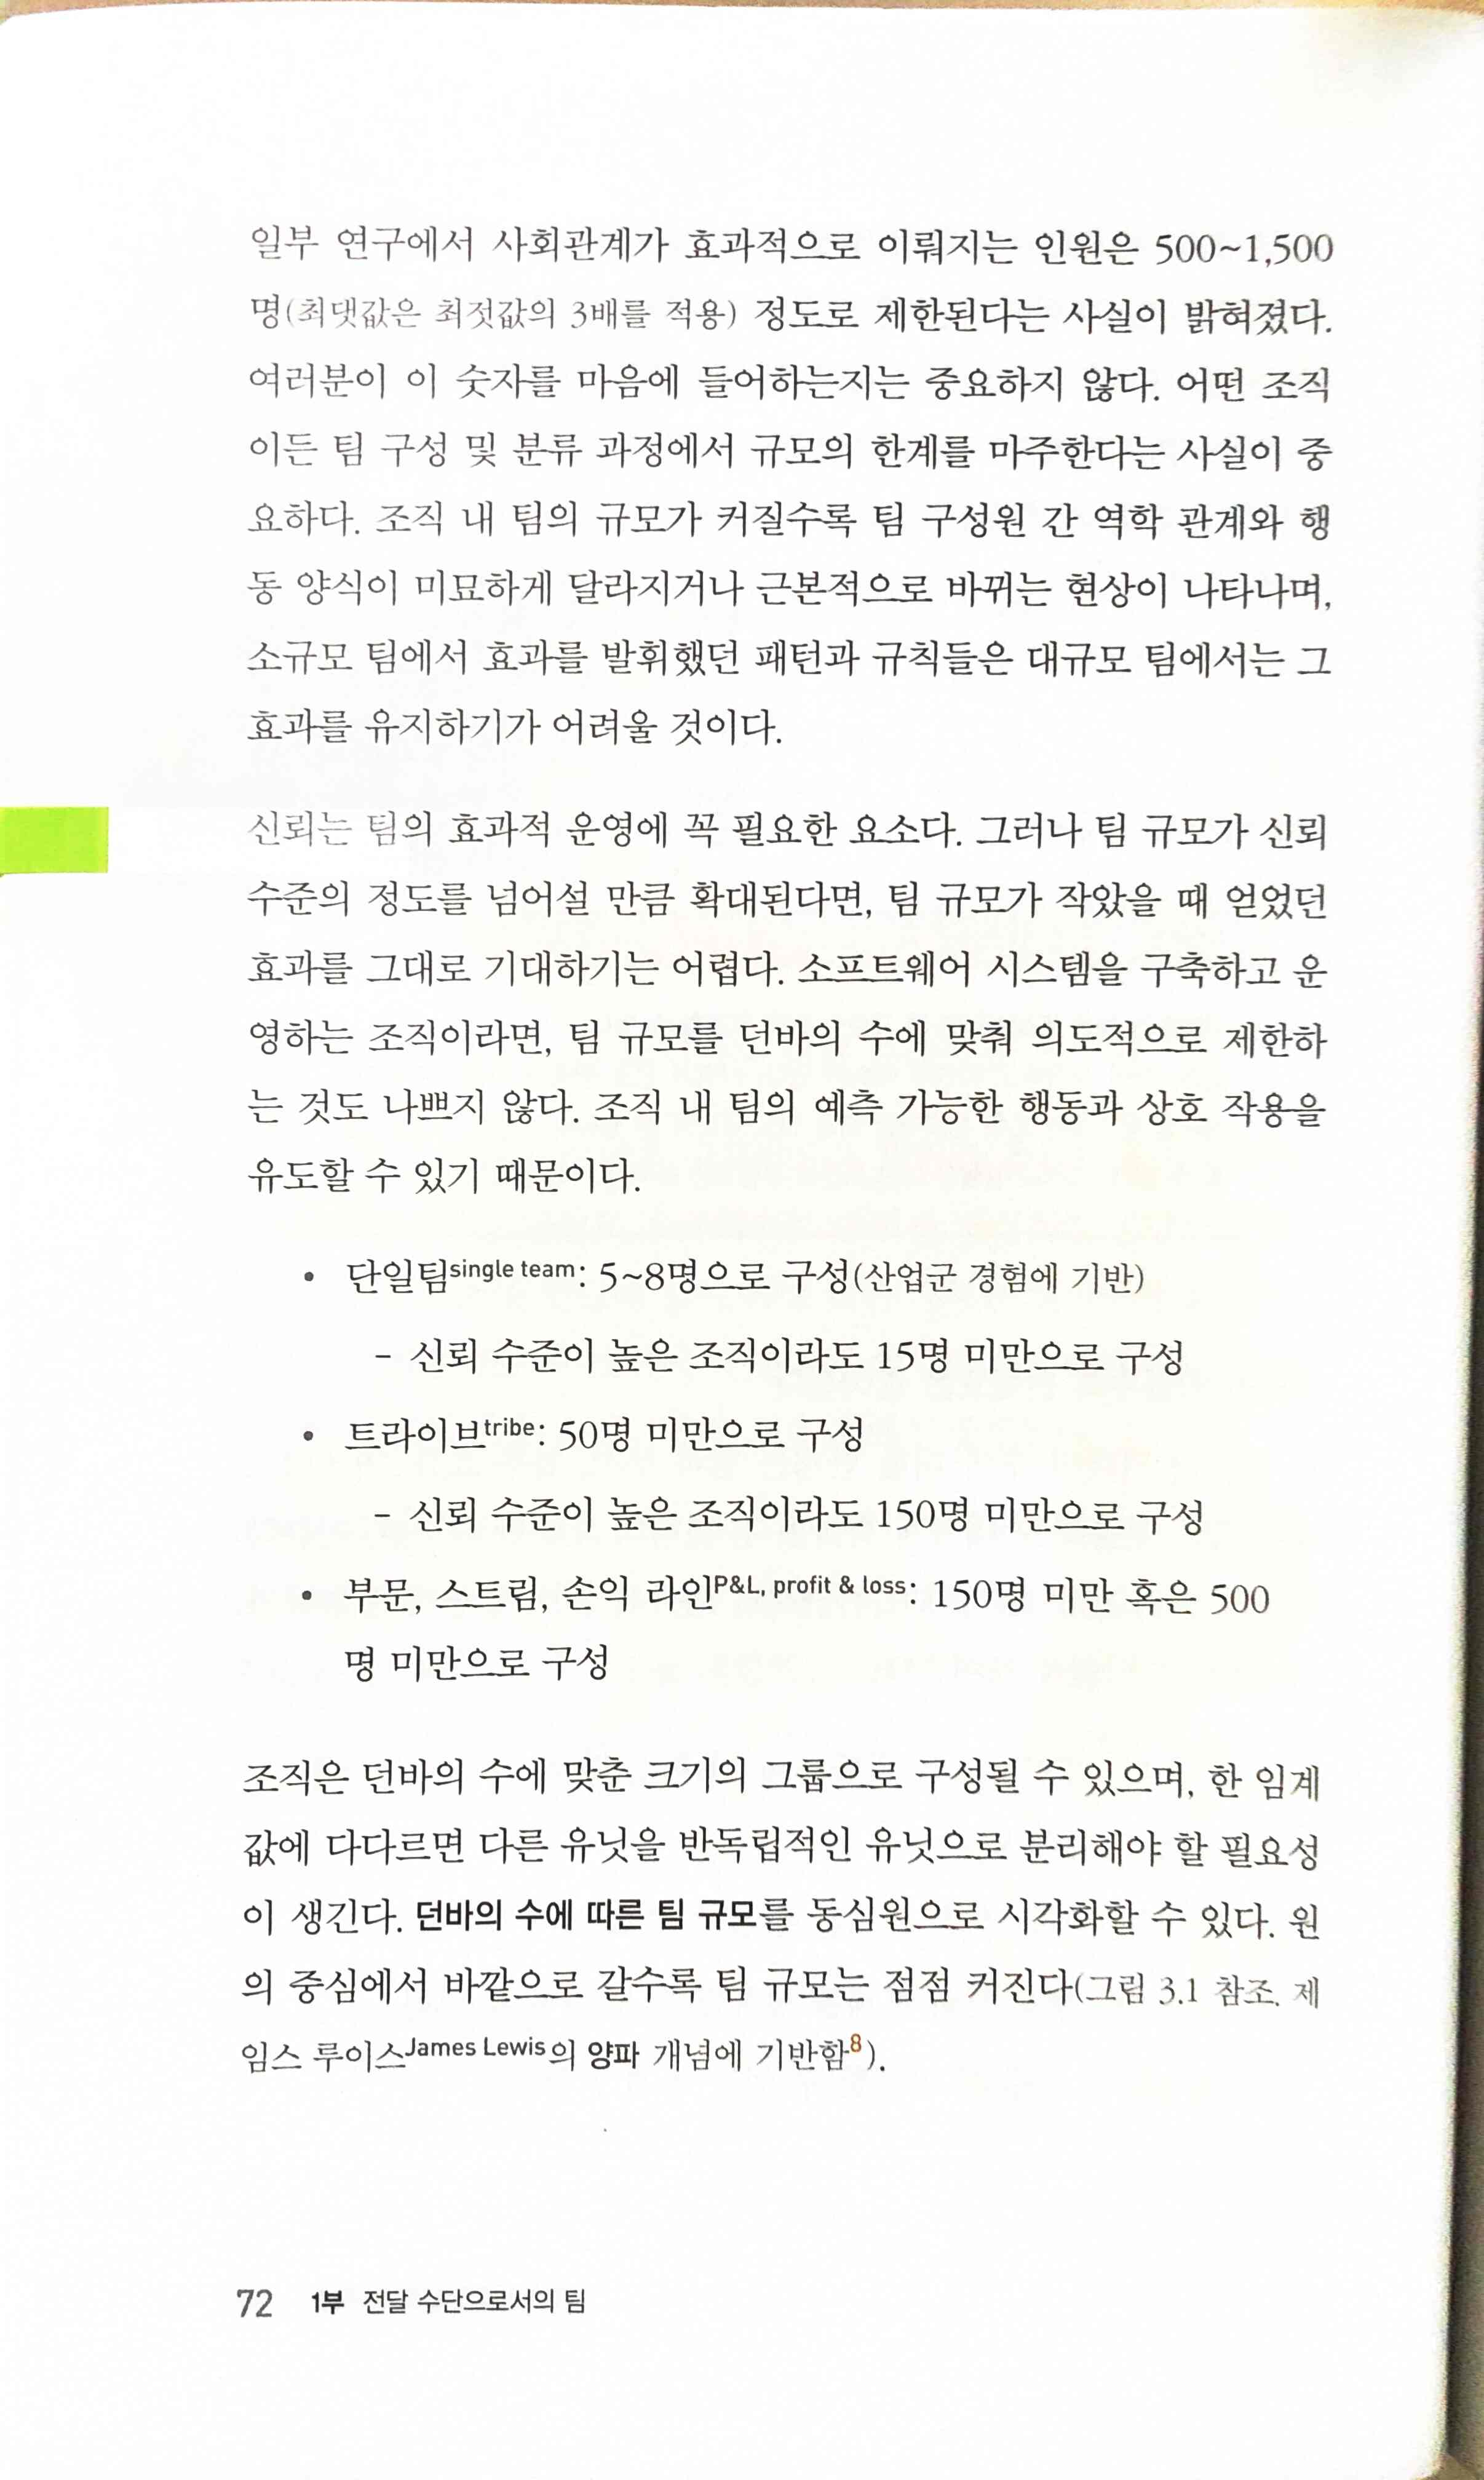 일부 연구에서 사회관계가 효과적으로 이뤄지는 인원은 500~1,500
명(최댓값은 최젓값의 3배를 적용) 정도로 제한된다는 사실이 밝혀졌다.
여러분이 이 숫자를 마음에 들어하는지는 중요하지 않다. 어떤 조직
이든 팀 구성 및 분류 과정에서 규모의 한계를 마주한다는 사실이 중
요하다. 조직 내 팀의 규모가 커질수록 팀 구성원 간 역학 관계와 행
동 양식이 미묘하게 달라지거나 근본적으로 바뀌는 현상이 나타나며,
소규모 팀에서 효과를 발휘했던 패턴과 규칙들은 대규모 팀에서는 그
효과를 유지하기가 어려울 것이다.
신뢰는 팀의 효과적 운영에 꼭 필요한 요소다. 그러나 팀 규모가 신뢰
수준의 정도를 넘어설 만큼 확대된다면, 팀 규모가 작았을 때 얻었던
효과를 그대로 기대하기는 어렵다. 소프트웨어 시스템을 구축하고 운
영하는 조직이라면, 팀 규모를 던바의 수에 맞춰 의도적으로 제한하
는 것도 나쁘지 않다. 조직 내 팀의 예측 가능한 행동과 상호 작용을
유도할 수 있기 때문이다.
• 단일팀single team: 5~8명으로 구성(산업군 경험에 기반)
– 신뢰 수준이 높은 조직이라도 15명 미만으로 구성
• 트라이브tribe: 50명 미만으로 구성
– 신뢰 수준이 높은 조직이라도 150명 미만으로 구성
• 부문, 스트림, 손익 라인P&L, profit & loss: 150명 미만 혹은 500
명 미만으로 구성
조직은 던바의 수에 맞춘 크기의 그룹으로 구성될 수 있으며, 한 임계
값에 다다르면 다른 유닛을 반독립적인 유닛으로 분리해야 할 필요성
이 생긴다. 던바의 수에 따른 팀 규모를 동심원으로 시각화할 수 있다. 원
의 중심에서 바깥으로 갈수록 팀 규모는 점점 커진다(그림 3.1 참조. 제
임스 루이스James Lewis의 양파 개념에 기반함8).
72 1부 전달 수단으로서의 팀